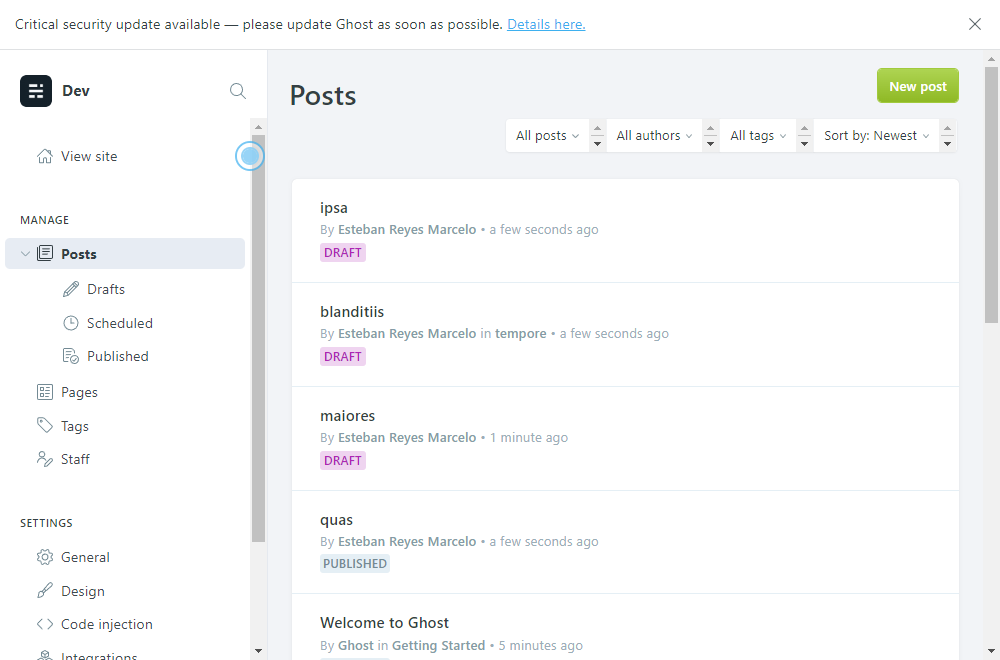 Critical security update available — please update Ghost as soon as possible. Details here.
Dev
View site
MANAGE
Posts
Drafts
Scheduled
Published
Pages
Tags
Staff
SETTINGS
General
Design
Code injection
Integrations
Posts
New post
All posts
All authors
All tags
Sort by: Newest
ipsa
By Esteban Reyes Marcelo • a few seconds ago
DRAFT
blanditiis
By Esteban Reyes Marcelo in tempore • a few seconds ago
DRAFT
maiores
By Esteban Reyes Marcelo • 1 minute ago
DRAFT
quas
By Esteban Reyes Marcelo • a few seconds ago
PUBLISHED
Welcome to Ghost
By Ghost in Getting Started • 5 minutes ago